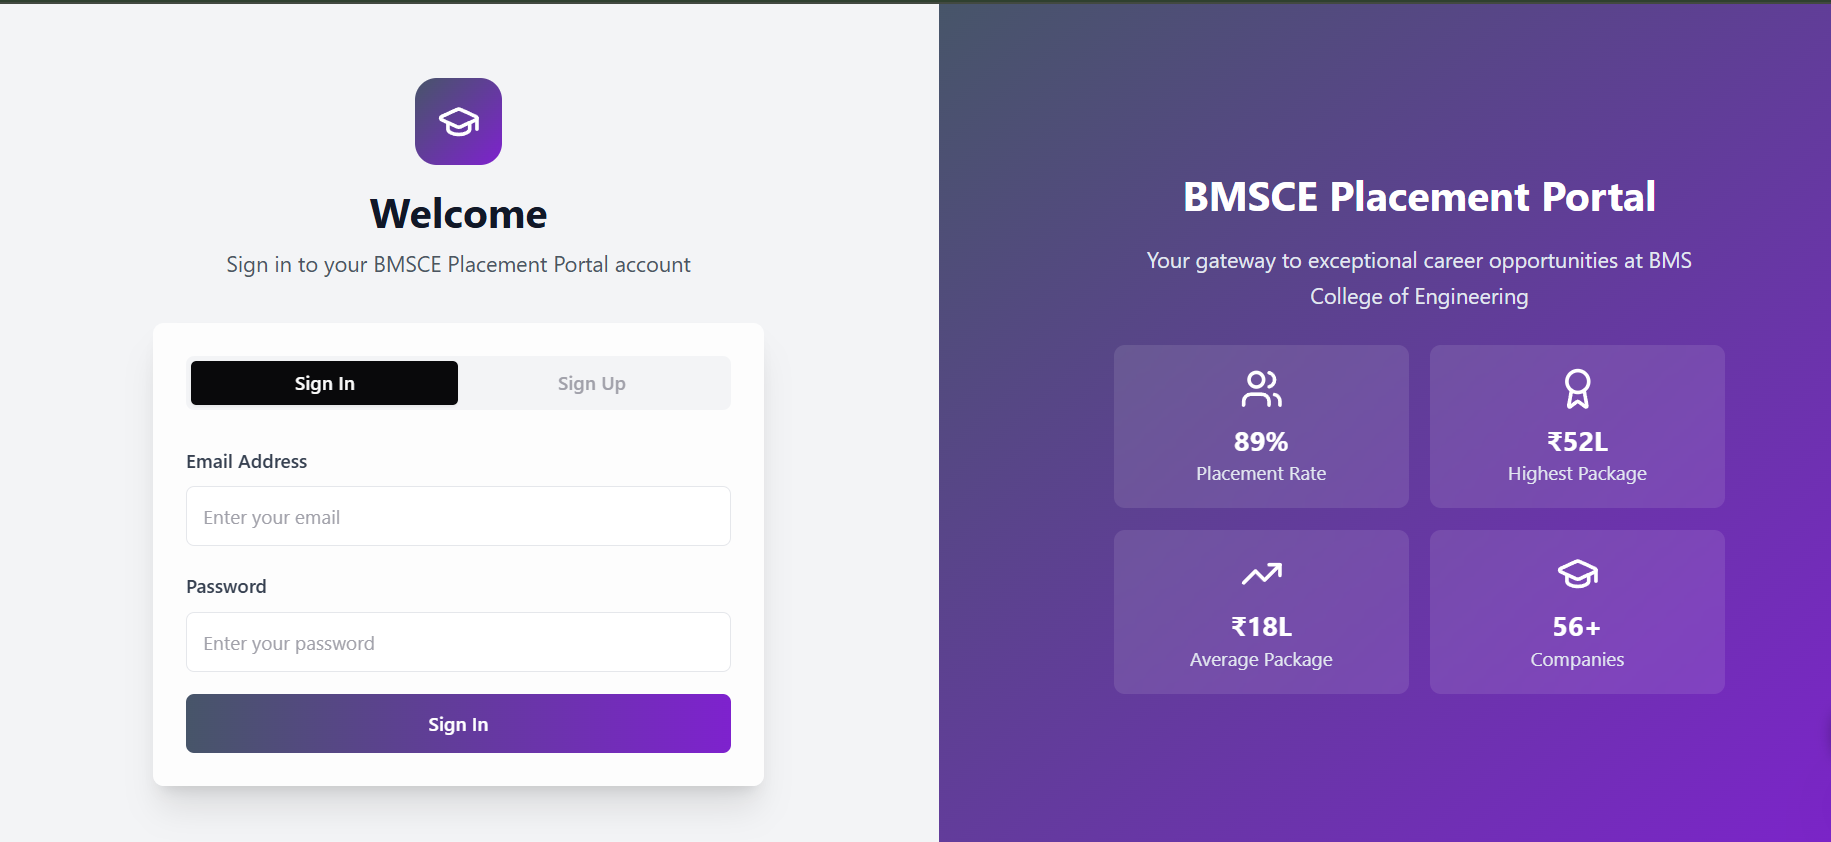 Welcome
Sign in to your BMSCE Placement Portal account
Sign In
Sign Up
Email Address
Enter your email
Password
Enter your password
Sign In
BMSCE Placement Portal
Your gateway to exceptional career opportunities at BMS
College of Engineering
89%
Placement Rate
₹52L
Highest Package
₹18L
Average Package
56+
Companies